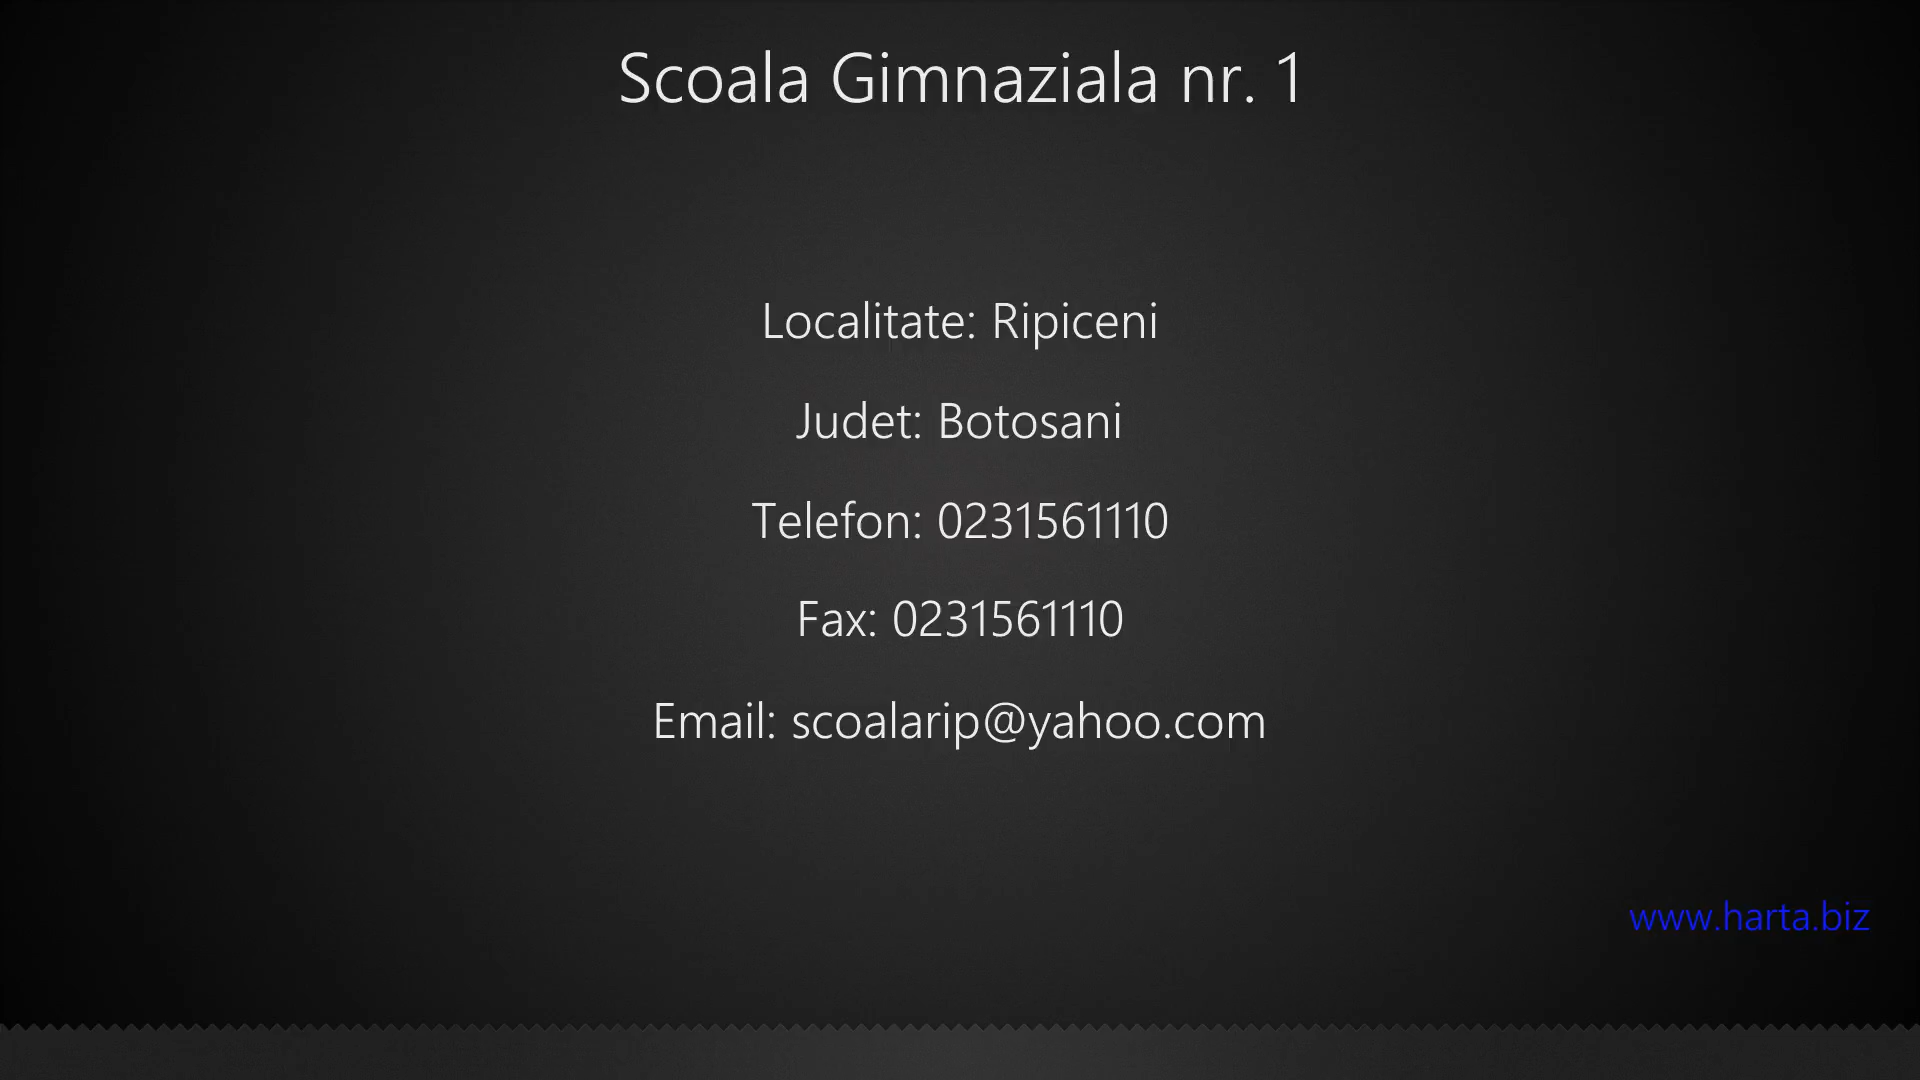 Scoala Gimnaziala nr. 1
Localitate: Ripiceni
Judet: Botosani
Telefon: 0231561110
Fax: 0231561110
Email: scoalarip@yahoo.com
www.harta.biz